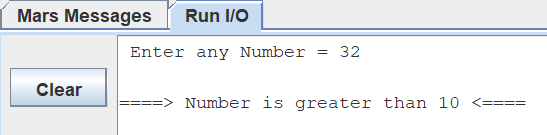 Mars Messages Run I/O
Enter any Number = 32
Clear
====> Number is greater than 10 <====